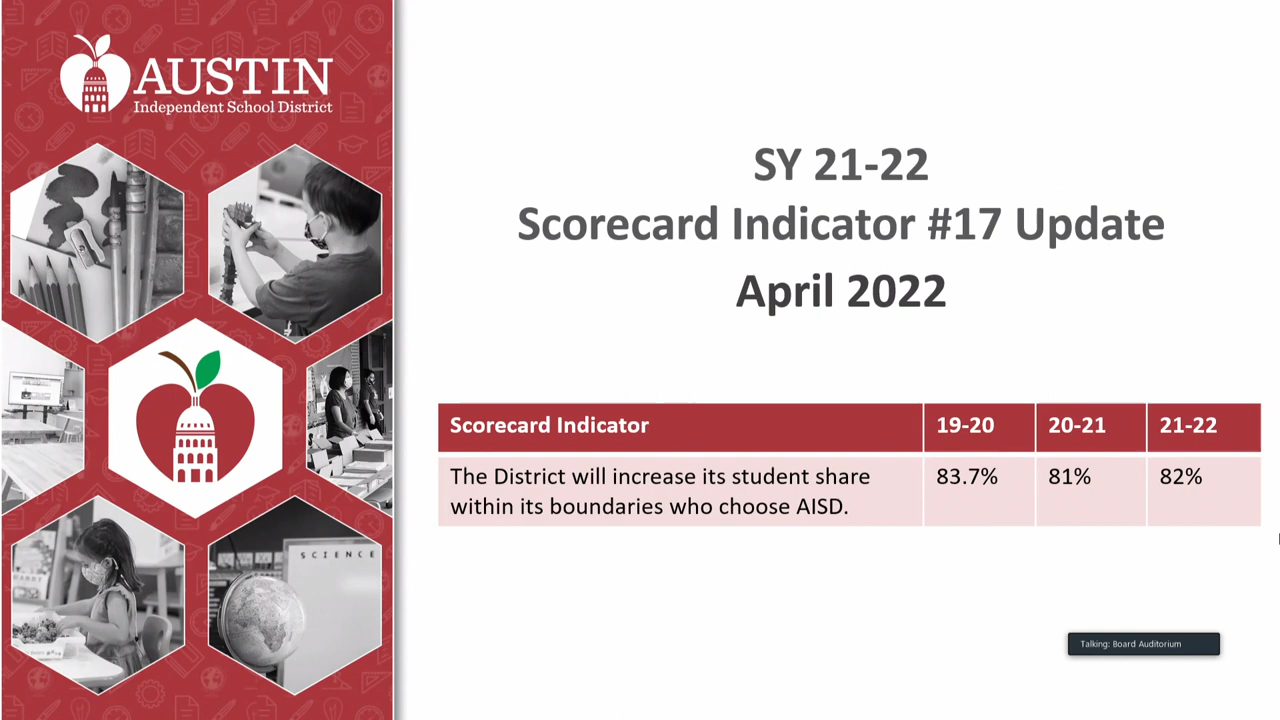 AUSTIN
Independent School District
SY 21-22
Scorecard Indicator #17 Update
April 2022
Scorecard Indicator 19-20 20-21 21-22
The District will increase its student share 83.7% 81% 82%
within its boundaries who choose AISD.
SCIENCE
Talking: Board Auditorium